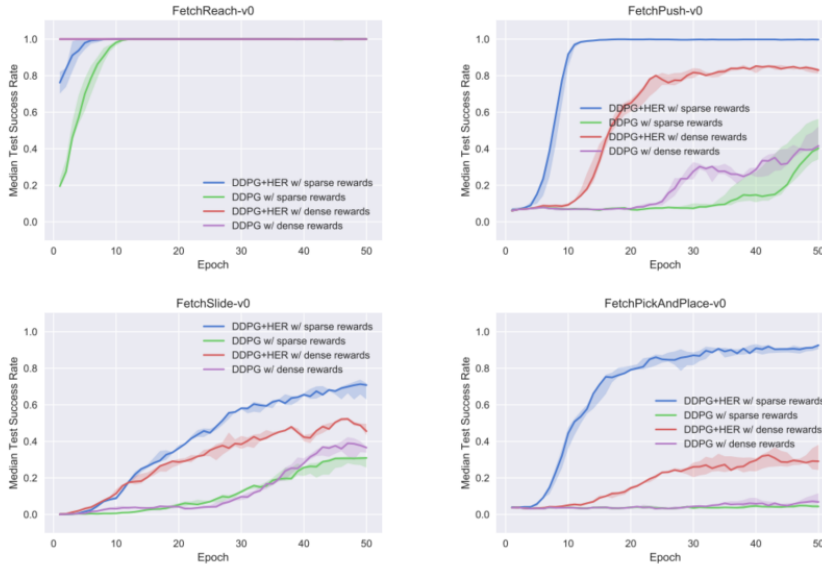 FetchReach-v0
Median Test Success Rate
1.0
0.8
0.6
0.4
0.2
0.0
DDPG+HER w/ sparse rewards
DDPG w/ sparse rewards
DDPG+HER w/ dense rewards
DDPG w/ dense rewards
0 10 20 30 40 50
Epoch
FetchPush-v0
Median Test Success Rate
1.0
0.8
0.6
0.4
0.2
0.0
DDPG+HER w/ sparse rewards
DDPG w/ sparse rewards
DDPG+HER w/ dense rewards
DDPG w/ dense rewards
0 10 20 30 40 50
Epoch
FetchSlide-v0
Median Test Success Rate
1.0
0.8
0.6
0.4
0.2
0.0
DDPG+HER w/ sparse rewards
DDPG w/ sparse rewards
DDPG+HER w/ dense rewards
DDPG w/ dense rewards
0 10 20 30 40 50
Epoch
FetchPickAndPlace-v0
Median Test Success Rate
1.0
0.8
0.6
0.4
0.2
0.0
DDPG+HER w/ sparse rewards
DDPG w/ sparse rewards
DDPG+HER w/ dense rewards
DDPG w/ dense rewards
0 10 20 30 40 50
Epoch